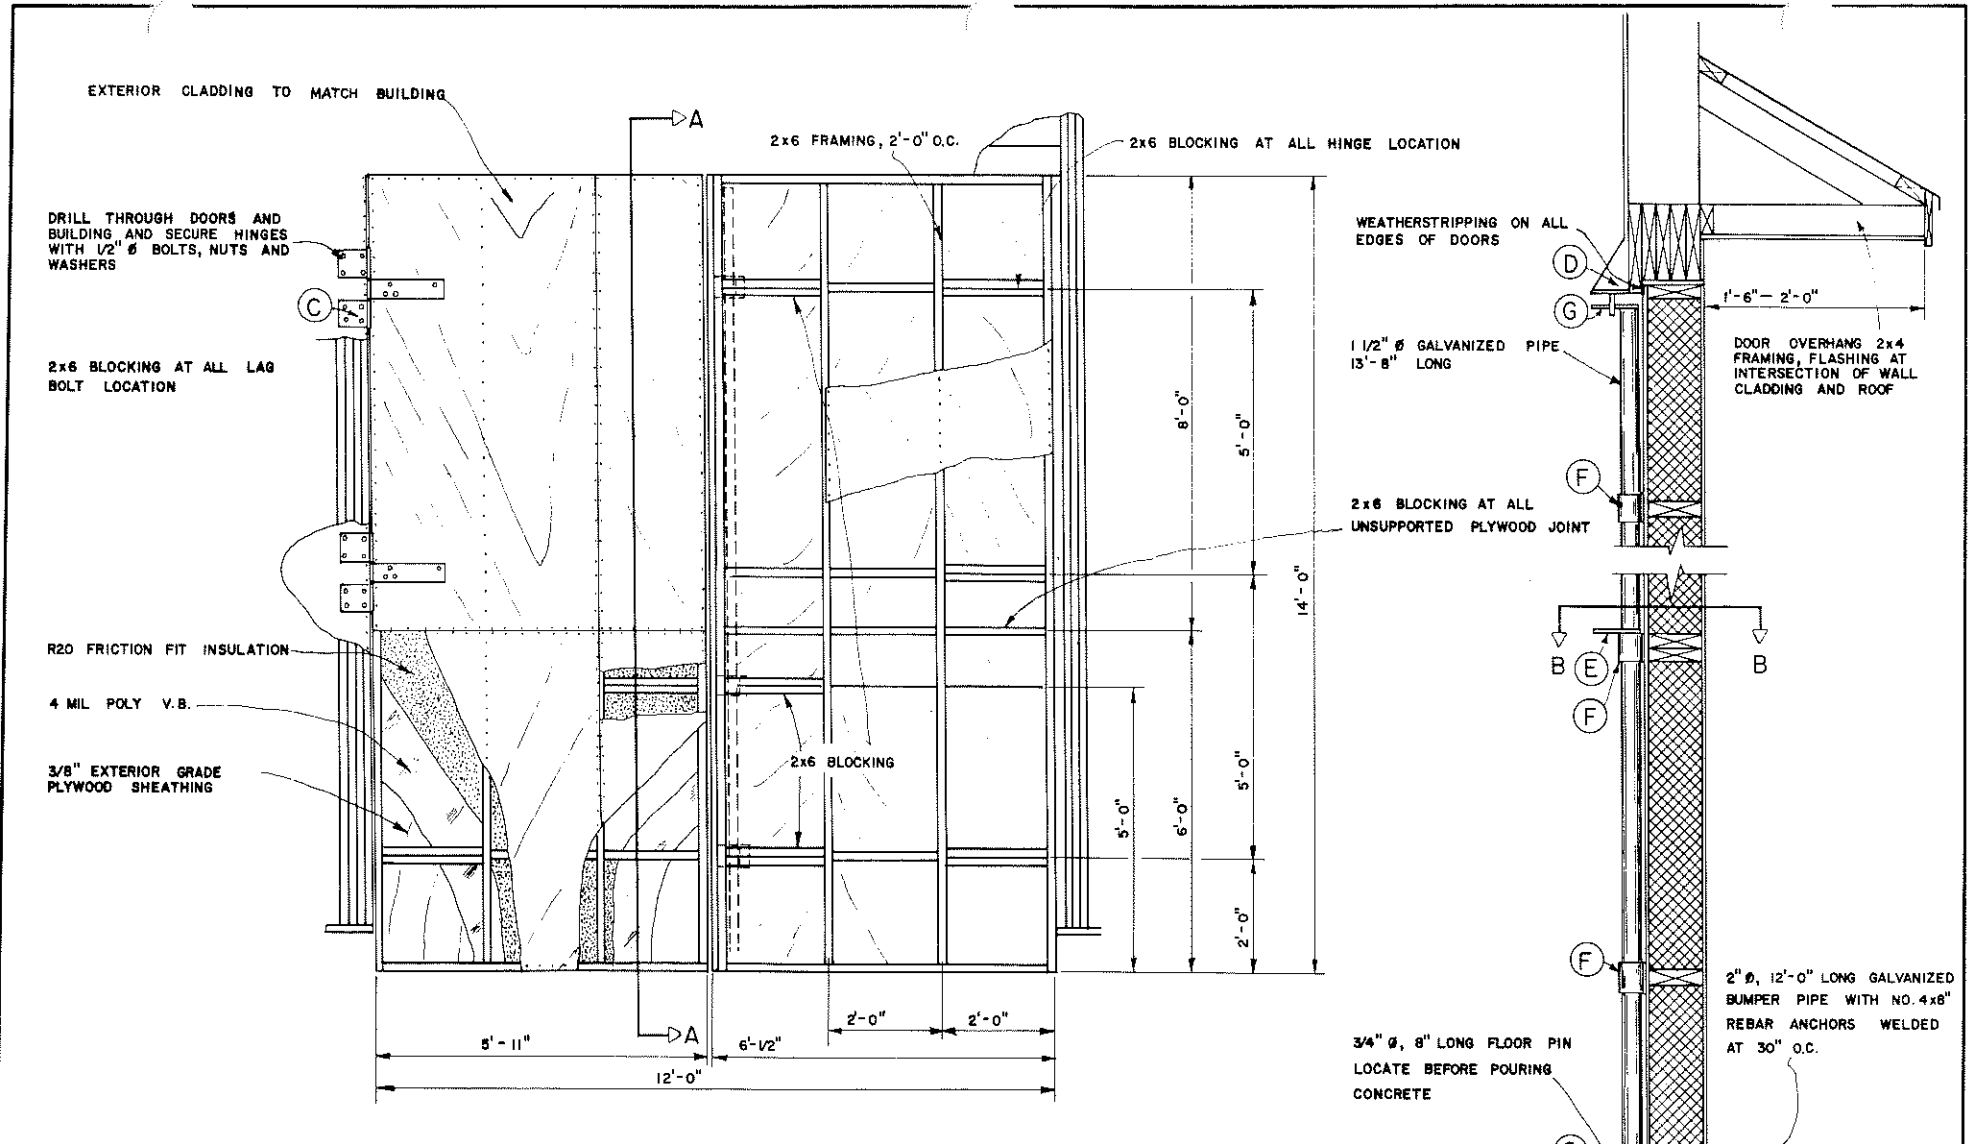 EXTERIOR CLADDING TO MATCH BUILDING
A
2x6 FRAMING, 2'-0" O.C.
2x6 BLOCKING AT ALL HINGE LOCATION
DRILL THROUGH DOORS AND
BUILDING AND SECURE HINGES
WITH 1/2" Ø BOLTS, NUTS AND
WASHERS
C
2x6 BLOCKING AT ALL LAG
BOLT LOCATION
R20 FRICTION FIT INSULATION
4 MIL POLY V.B.
3/8" EXTERIOR GRADE
PLYWOOD SHEATHING
2x6 BLOCKING
8'-0"
5'-0"
14'-0"
5'-0"
6'-0"
5'-0"
2'-0"
2'-0"
2'-0"
A
5'-11"
6'-1/2"
12'-0"
WEATHERSTRIPPING ON ALL
EDGES OF DOORS
D
G
1'-6"— 2'-0"
1 1/2" Ø GALVANIZED PIPE
13'-8" LONG
DOOR OVERHANG 2x4
FRAMING, FLASHING AT
INTERSECTION OF WALL
CLADDING AND ROOF
F
2x6 BLOCKING AT ALL
UNSUPPORTED PLYWOOD JOINT
B
E
B
F
F
2" Ø, 12'-0" LONG GALVANIZED
BUMPER PIPE WITH NO. 4x8"
REBAR ANCHORS WELDED
AT 30" O.C.
3/4" Ø, 8" LONG FLOOR PIN
LOCATE BEFORE POURING
CONCRETE